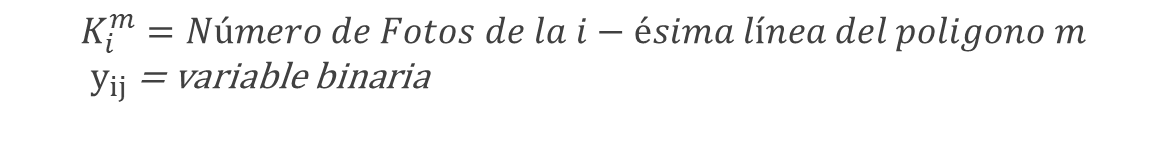 K_i^m = Número de Fotos de la i − ésima línea del poligono m
y_ij = variable binaria